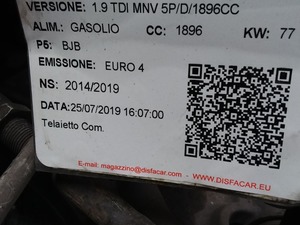 VERSIONE: 1.9 TDI MNV 5P/D/1896CC
ALIM.: GASOLIO CC: 1896 KW: 77
P5: BJB
EMISSIONE: EURO 4
NS: 2014/2019
DATA:25/07/2019 16:07:00
Telaietto Com.
E-mail: magazzino@disfacar.com - WWW.DISFACAR.EU